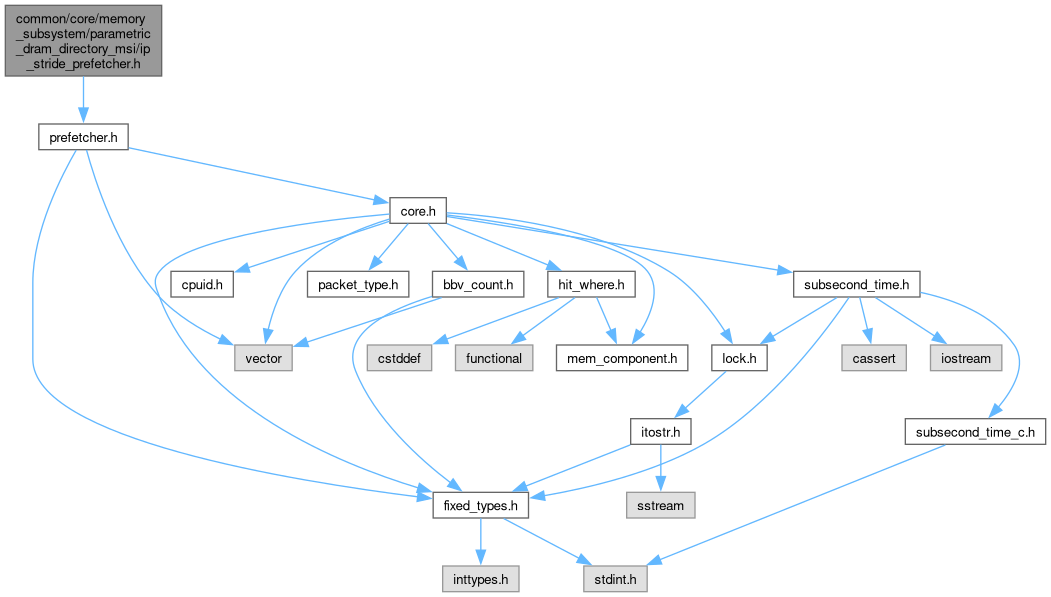 common/core/memory
_subsystem/parametric
_dram_directory_msi/ip
_stride_prefetcher.h
prefetcher.h
core.h
cpuid.h
packet_type.h
bbv_count.h
hit_where.h
subsecond_time.h
vector
cstddef
functional
mem_component.h
lock.h
cassert
iostream
itostr.h
subsecond_time_c.h
fixed_types.h
sstream
inttypes.h
stdint.h